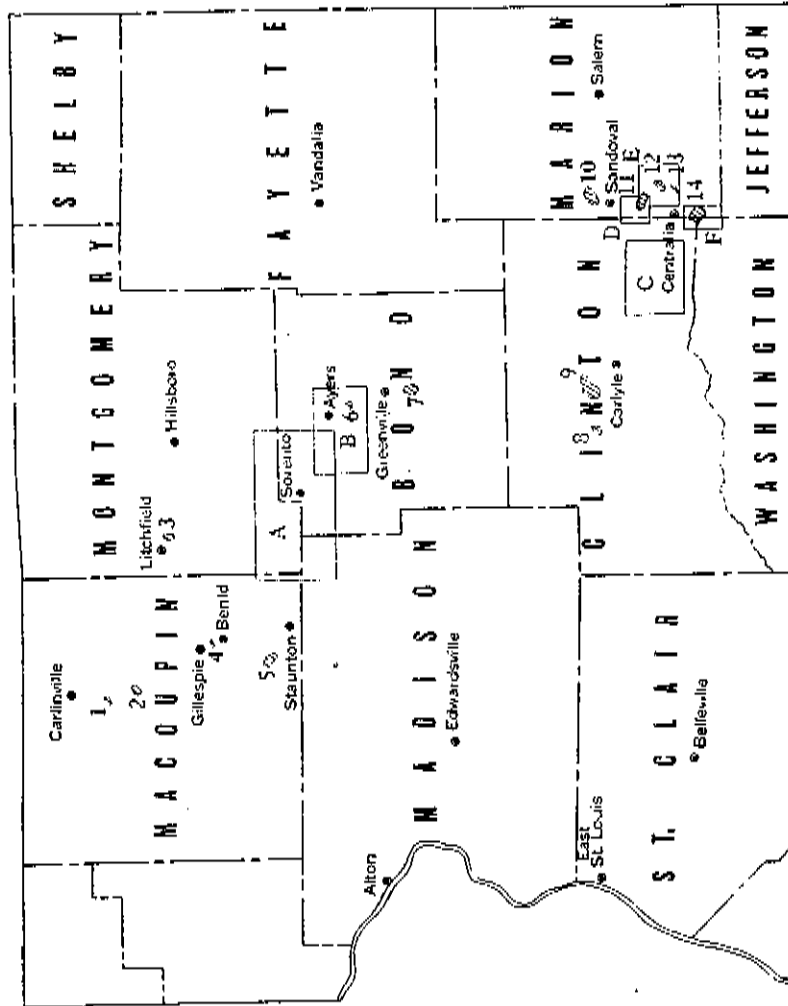 SHELBY
MONTGOMERY
Hillsboro
Litchfield
3
Carlinville
1
2
MACOUPIN
Gillespie
4
Benld
5
Staunton
FAYETTE
Vandalia
A
Sorento
B
6
Ayers
Greenville
7
BOND
MADISON
Edwardsville
Alton
MARION
Salem
10
Sandoval
11
E
12
13
14
D
F
Centralia
C
CLINTON
8
9
Carlyle
East
St. Louis
ST. CLAIR
Belleville
WASHINGTON
JEFFERSON